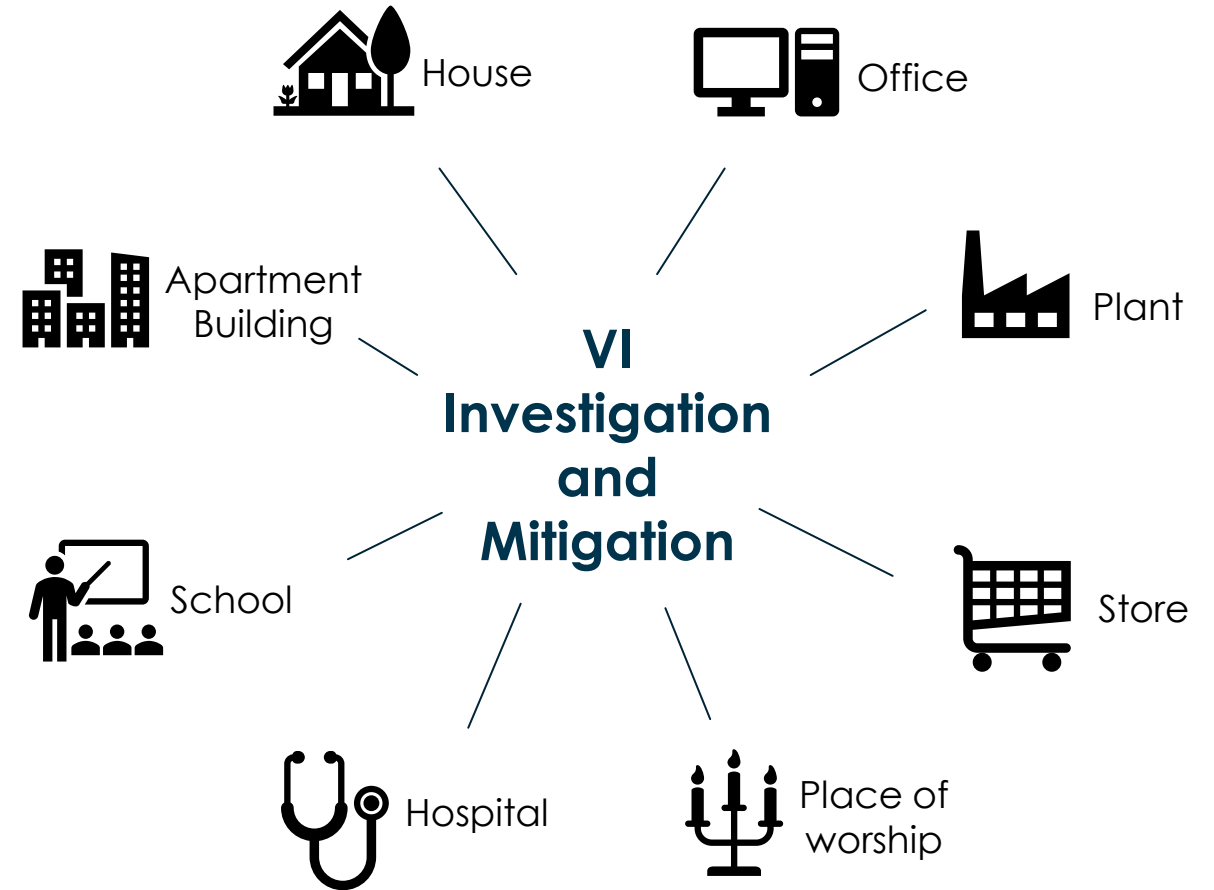 House
Office
Apartment
Building
Plant
VI
Investigation
and
Mitigation
School
Store
Hospital
Place of
worship